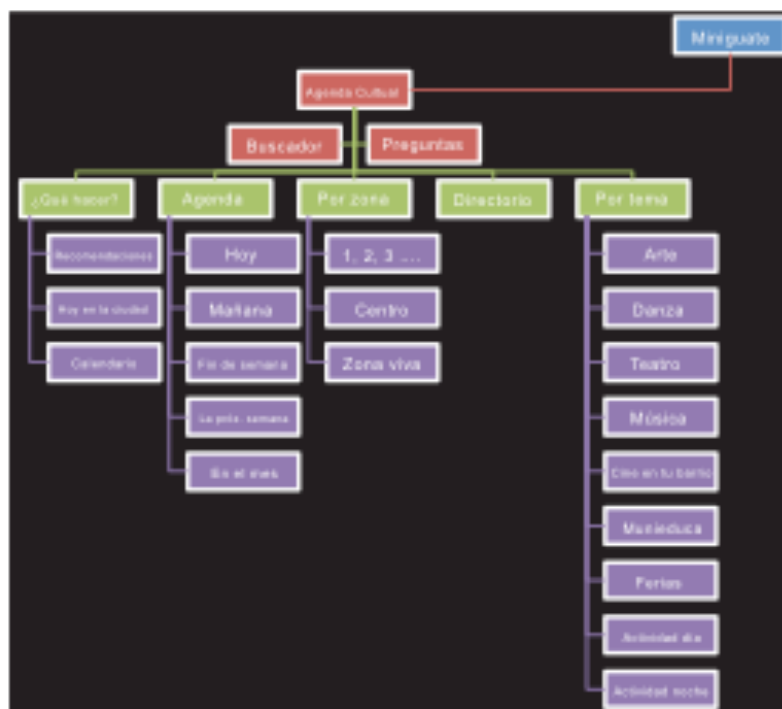 Miniguate
Agenda Cultual
Buscador
Preguntas
¿Qué hacer?
Agenda
Por zona
Directorio
Por tema
Recomendaciones
Hoy en la ciudad
Calendario
Hoy
Mañana
Fin de semana
La próx. semana
En el mes
1, 2, 3 ....
Centro
Zona viva
Arte
Danza
Teatro
Música
Cine en tu barrio
Munieduca
Ferias
Actividad día
Actividad noche